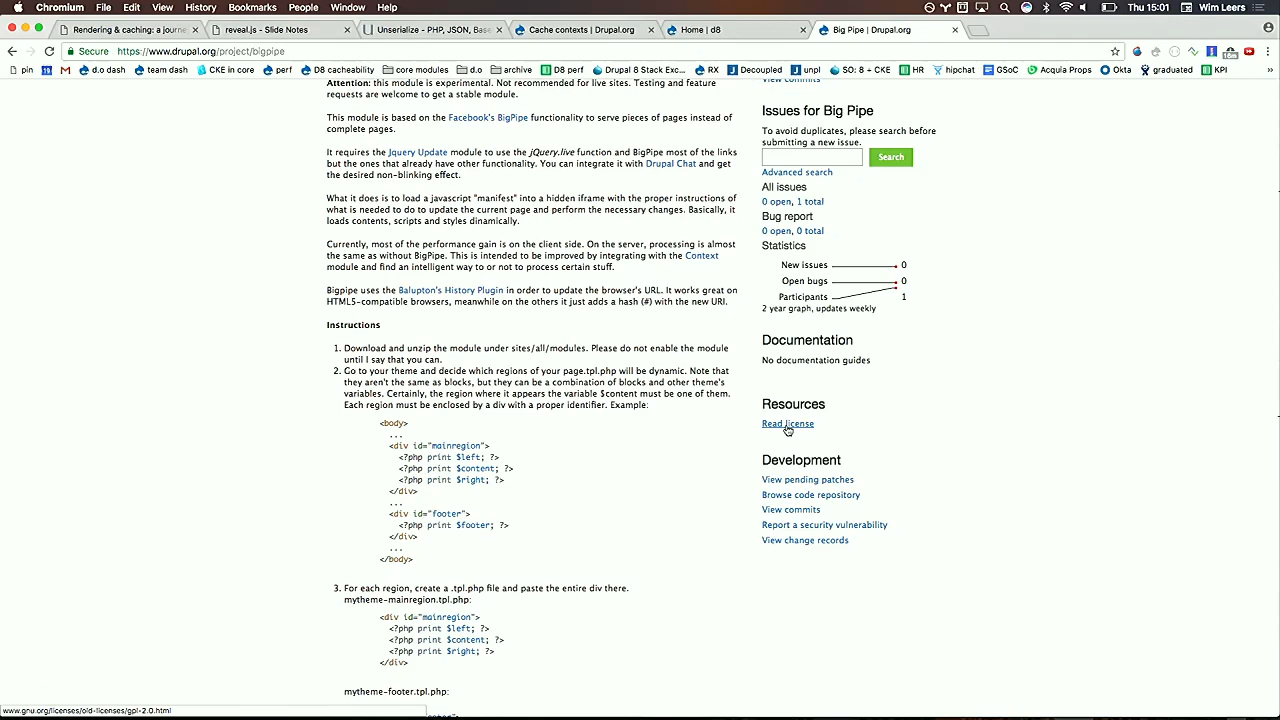 Chromium File Edit View History Bookmarks People Window Help
Thu 15:01 Wim Leers
Rendering & caching: a journe
reveal.js - Slide Notes
Unserialize - PHP, JSON, Base
Cache contexts | Drupal.org
Home | d8
Big Pipe | Drupal.org
Secure https://www.drupal.org/project/bigpipe
pin d.o dash team dash CKE in core perf D8 cacheability core modules d.o archive D8 perf Drupal 8 Stack Exc... RX Decoupled unpi SO: 8 + CKE HR hipchat GSoC Acquia Props Okta graduated KPI »
Attention: this module is experimental. Not recommended for live sites. Testing and feature
requests are welcome to get a stable module.
This module is based on the Facebook's BigPipe functionality to serve pieces of pages instead of
complete pages.
It requires the Jquery Update module to use the jQuery.live function and BigPipe most of the links
but the ones that already have other functionality. You can integrate it with Drupal Chat and get
the desired non-blinking effect.
What it does is to load a javascript "manifest" into a hidden iframe with the proper instructions of
what is needed to do to update the current page and perform the necessary changes. Basically, it
loads contents, scripts and styles dinamically.
Currently, most of the performance gain is on the client side. On the server, processing is almost
the same as without BigPipe. This is intended to be improved by integrating with the Context
module and find an intelligent way to or not to process certain stuff.
Bigpipe uses the Balupton's History Plugin in order to update the browser's URL. It works great on
HTML5-compatible browsers, meanwhile on the others it just adds a hash (#) with the new URI.
Instructions
1. Download and unzip the module under sites/all/modules. Please do not enable the module
until I say that you can.
2. Go to your theme and decide which regions of your page.tpl.php will be dynamic. Note that
they aren't the same as blocks, but they can be a combination of blocks and other theme's
variables. Certainly, the region where it appears the variable $content must be one of them.
Each region must be enclosed by a div with a proper identifier. Example:
<body>
...
<div id="mainregion">
<?php print $left; ?>
<?php print $content; ?>
<?php print $right; ?>
</div>
...
<div id="footer">
<?php print $footer; ?>
</div>
...
</body>
3. For each region, create a .tpl.php file and paste the entire div there.
mytheme-mainregion.tpl.php:
<div id="mainregion">
<?php print $left; ?>
<?php print $content; ?>
<?php print $right; ?>
</div>
mytheme-footer.tpl.php:
View commits
Issues for Big Pipe
To avoid duplicates, please search before
submitting a new issue.
Search
Advanced search
All issues
0 open, 1 total
Bug report
0 open, 0 total
Statistics
New issues 0
Open bugs 0
Participants 1
2 year graph, updates weekly
Documentation
No documentation guides
Resources
Read license
Development
View pending patches
Browse code repository
View commits
Report a security vulnerability
View change records
www.gnu.org/licenses/old-licenses/gpl-2.0.html